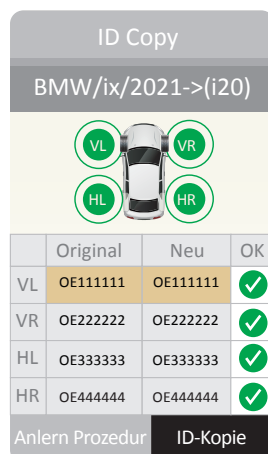 ID Copy
BMW/ix/2021->(i20)
VL VR
HL HR
Original Neu OK
VL OE111111 OE111111
VR OE222222 OE222222
HL OE333333 OE333333
HR OE444444 OE444444
Anlern Prozedur ID-Kopie